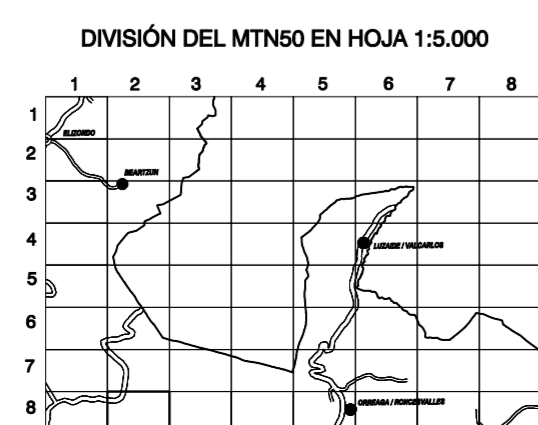 DIVISIÓN DEL MTN50 EN HOJA 1:5.000
1 2 3 4 5 6 7 8
1
ELIZONDO
2
BEARTZUN
3
4
LUZAIDE / VALCARLOS
5
6
7
8
ORREAGA / RONCESVALLES